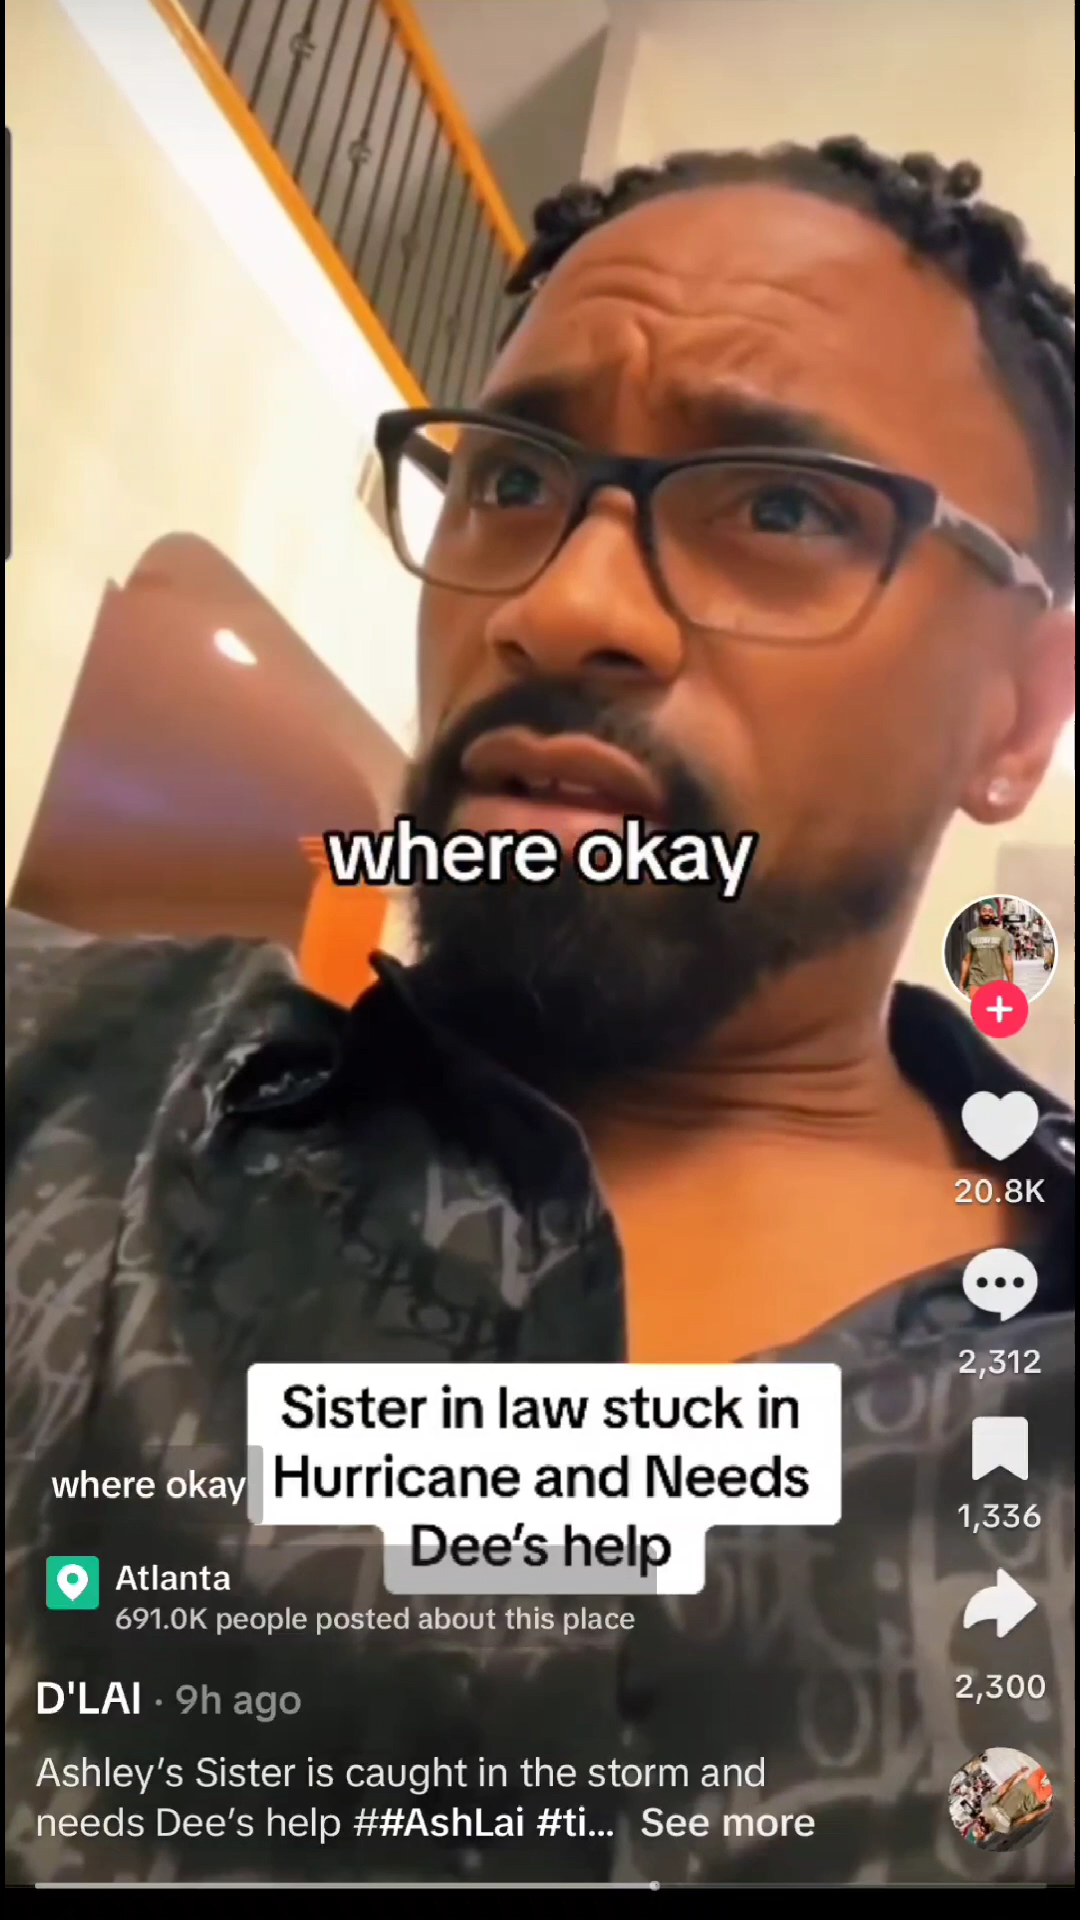 where okay
20.8K
2,312
Sister in law stuck in
Hurricane and Needs
Dee's help
where okay
1,336
Atlanta
691.0K people posted about this place
2,300
D'LAI · 9h ago
Ashley's Sister is caught in the storm and
needs Dee's help ##AshLai #ti... See more